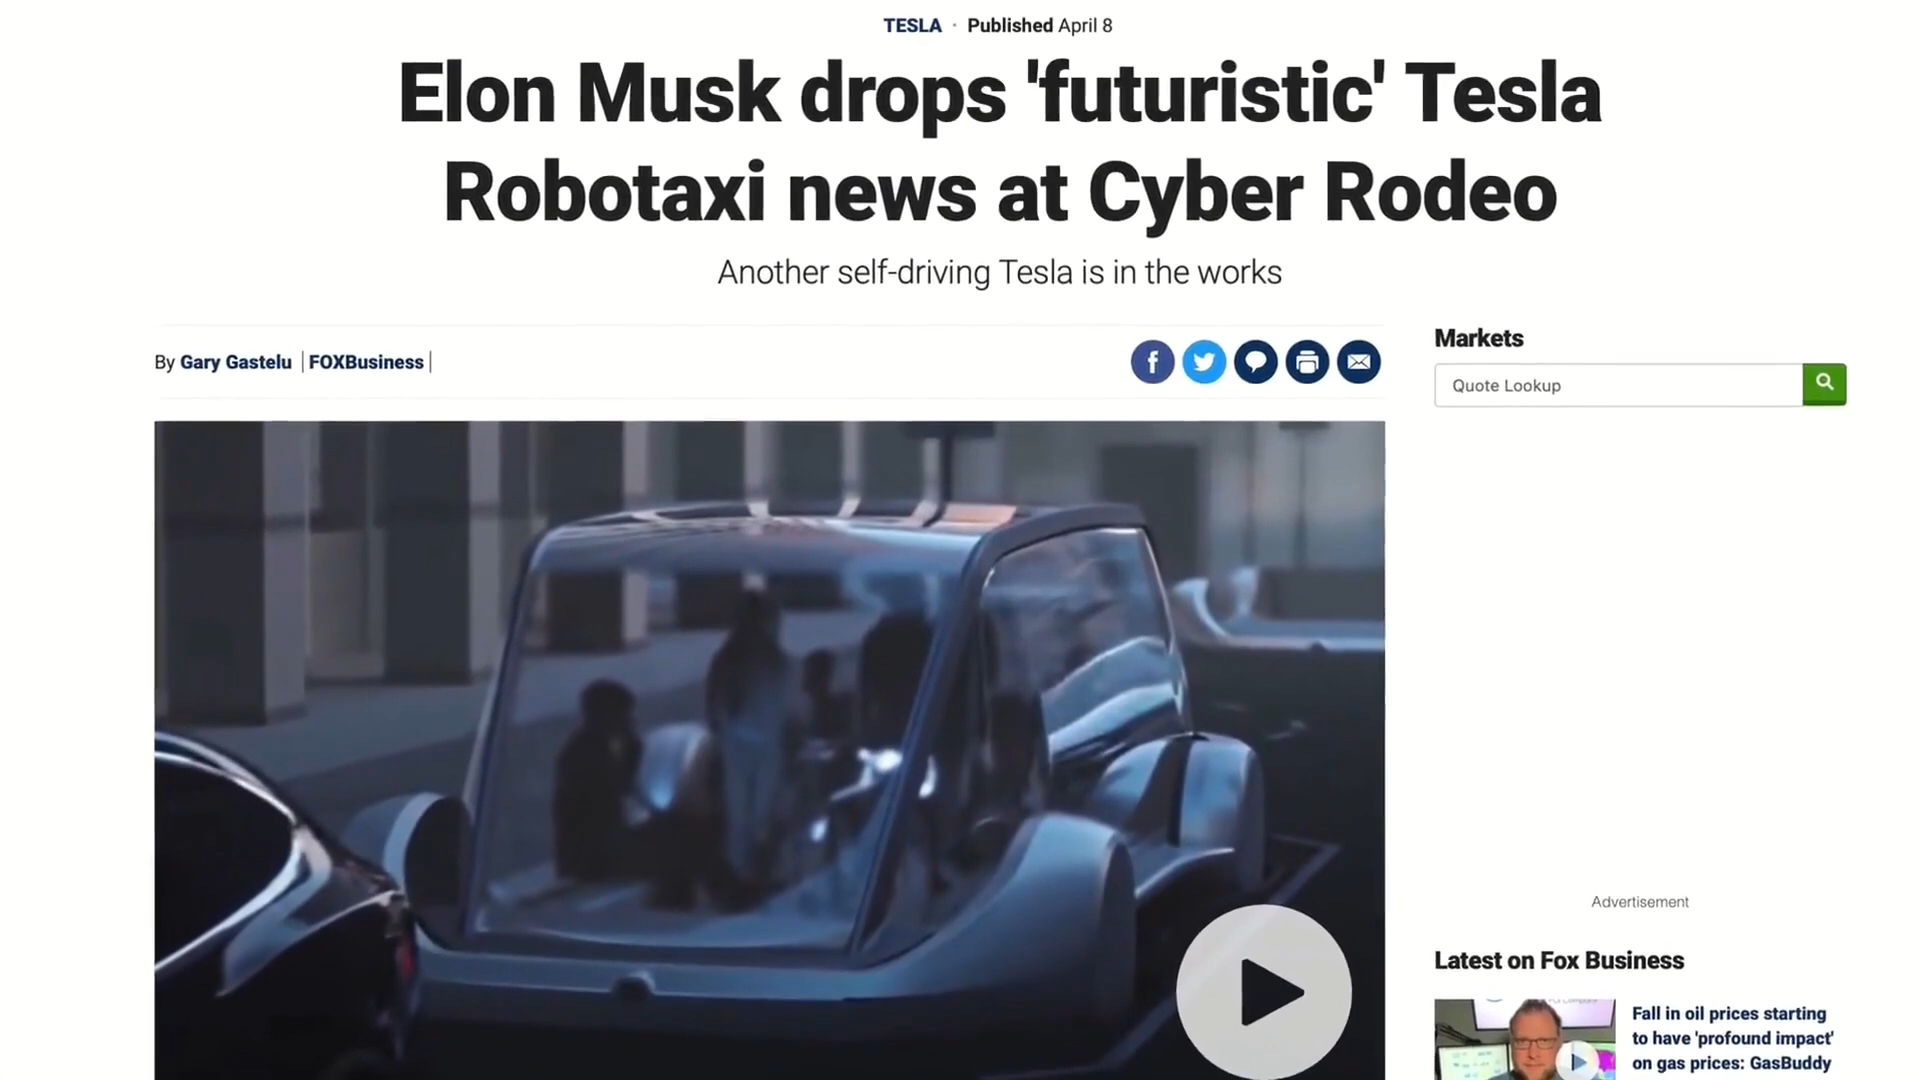 TESLA · Published April 8
Elon Musk drops 'futuristic' Tesla
Robotaxi news at Cyber Rodeo
Another self-driving Tesla is in the works
By Gary Gastelu | FOXBusiness |
Markets
Quote Lookup
Advertisement
Latest on Fox Business
Fall in oil prices starting
to have 'profound impact'
on gas prices: GasBuddy